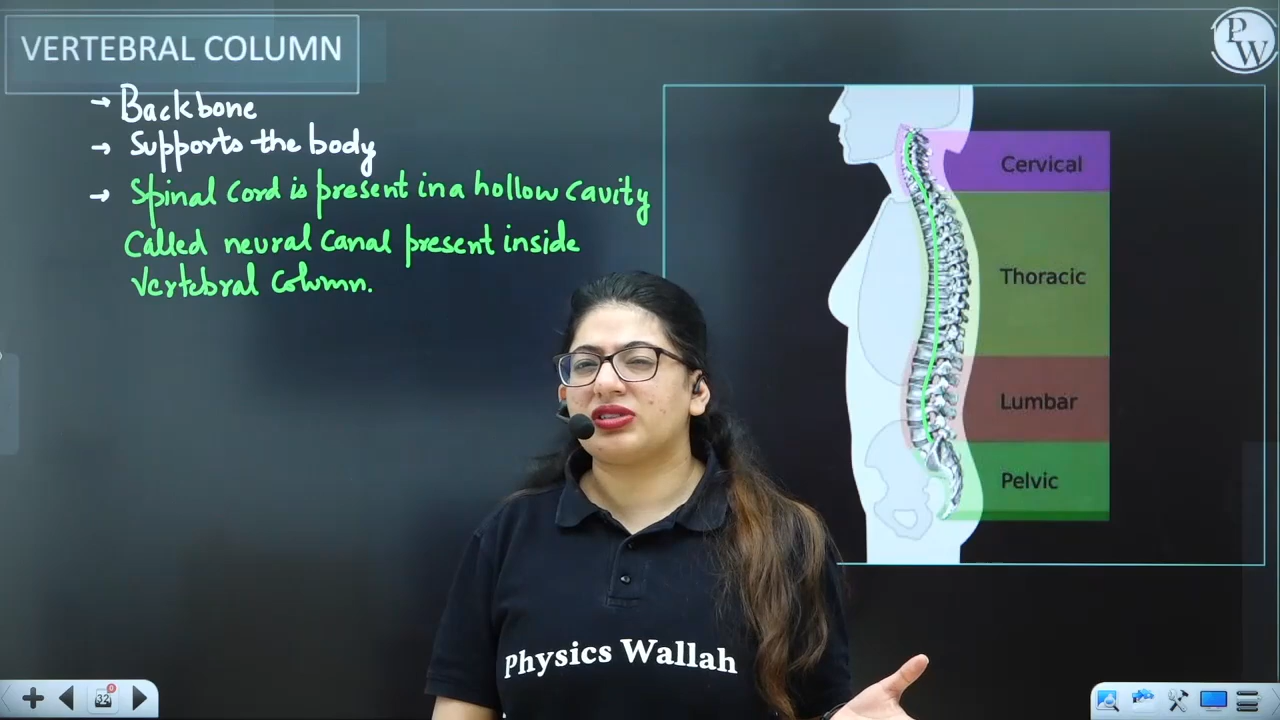 VERTEBRAL COLUMN
PW
→ Backbone
→ Supports the body
→ Spinal Cord is present in a hollow cavity
Called neural Canal present inside
Vertebral Column.
Cervical
Thoracic
Lumbar
Pelvic
Physics Wallah
32